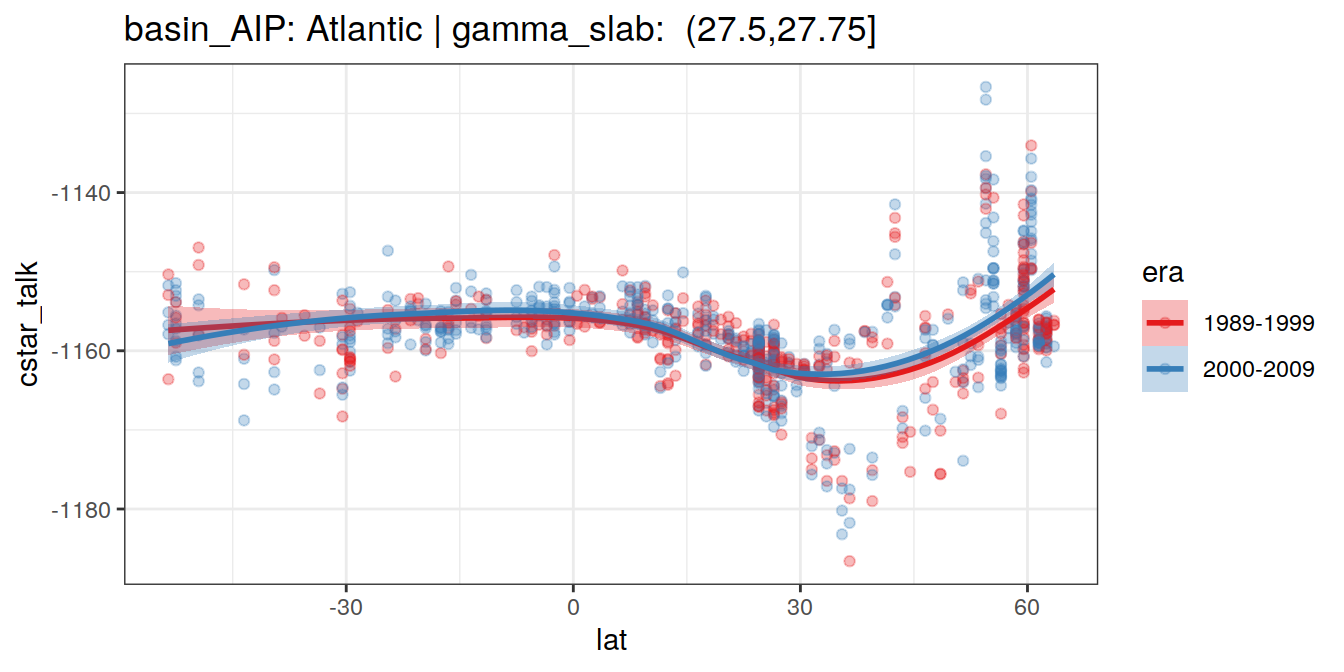 basin_AIP: Atlantic | gamma_slab:  (27.5,27.75]
cstar_talk
-1140
-1160
-1180
-30
0
30
60
lat
era
1989-1999
2000-2009